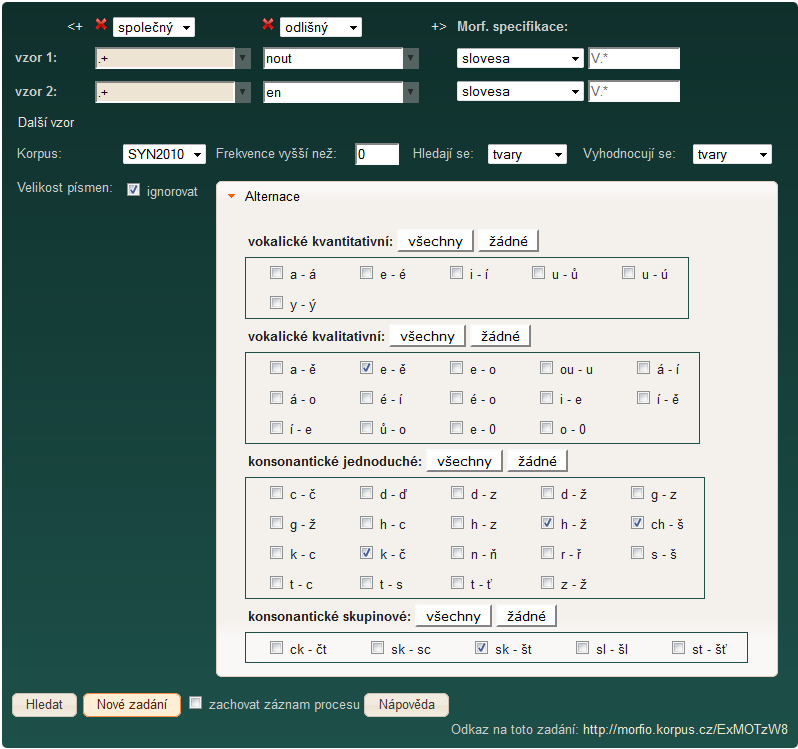 <+ společný odlišný +> Morf. specifikace:
vzor 1: .+ nout slovesa V.*
vzor 2: .+ en slovesa V.*
Další vzor
Korpus: SYN2010 Frekvence vyšší než: 0 Hledají se: tvary Vyhodnocují se: tvary
Velikost písmen: ignorovat
Alternace
vokalické kvantitativní: všechny žádné
a - á e - é i - í u - ů u - ú
y - ý
vokalické kvalitativní: všechny žádné
a - ě e - ě e - o ou - u á - í
á - o é - í é - o i - e í - ě
í - e ů - o e - 0 o - 0
konsonantické jednoduché: všechny žádné
c - č d - ď d - z d - ž g - z
g - ž h - c h - z h - ž ch - š
k - c k - č n - ň r - ř s - š
t - c t - s t - ť z - ž
konsonantické skupinové: všechny žádné
ck - čt sk - sc sk - št sl - šl st - šť
Hledat Nové zadání zachovat záznam procesu Nápověda
Odkaz na toto zadání: http://morfio.korpus.cz/ExMOTzW8